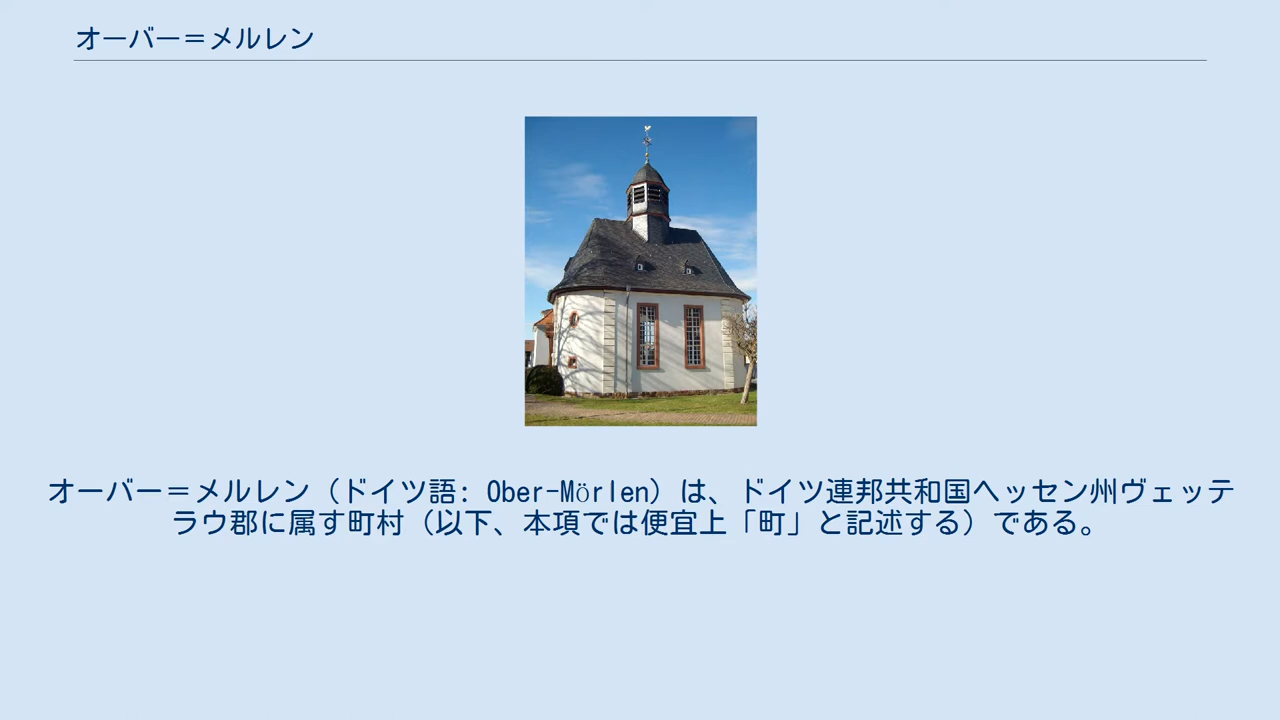 オーバー＝メルレン
オーバー＝メルレン（ドイツ語: Ober-Mörlen）は、ドイツ連邦共和国ヘッセン州ヴェッテ
ラウ郡に属す町村（以下、本項では便宜上「町」と記述する）である。